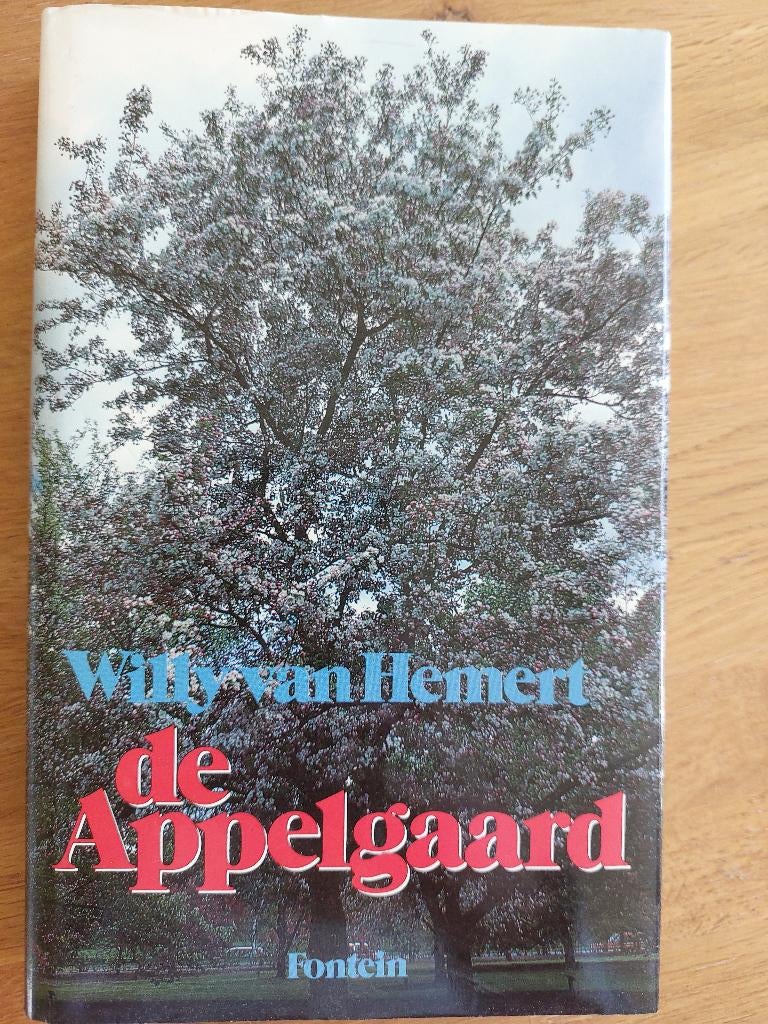 Willy van Hemert
de
Appelgaard
Fontein